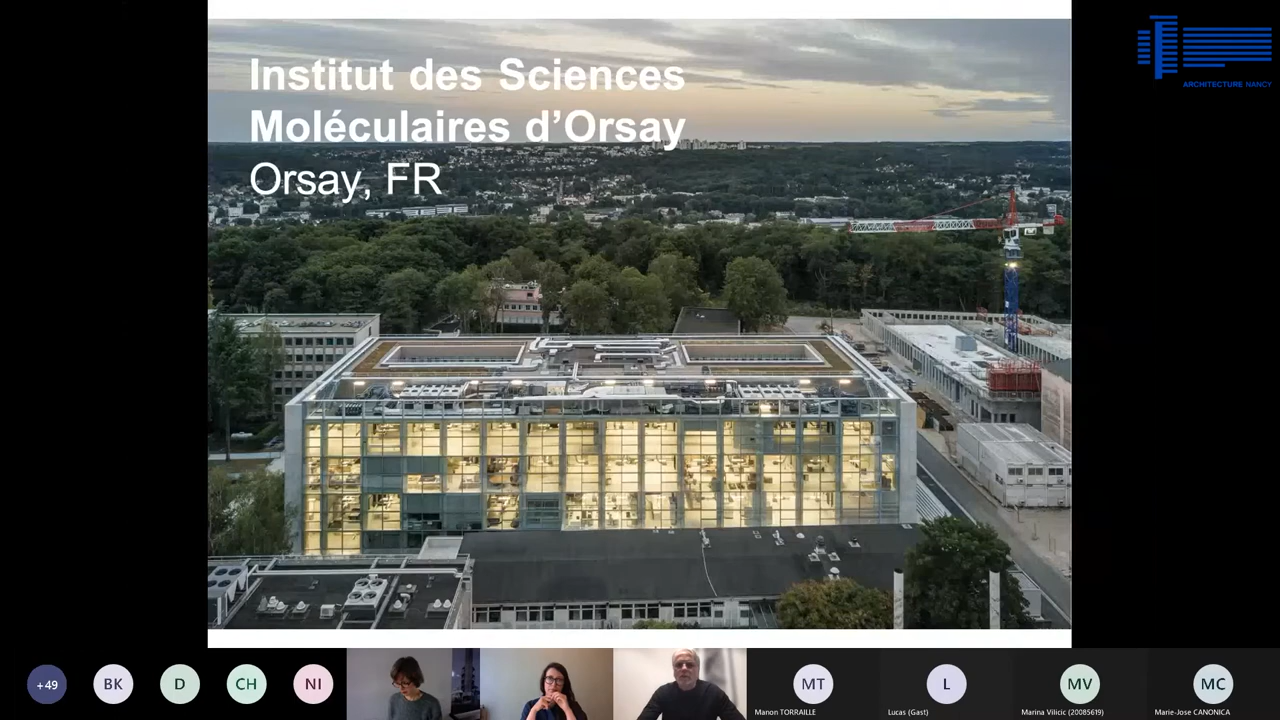 Institut des Sciences
Moléculaires d'Orsay
Orsay, FR
ARCHITECTURE NANCY
+49
BK
D
CH
NI
MT
L
MV
MC
Manon TORRAILLE
Lucas (Gast)
Marina Vilicic (20085619)
Marie-Jose CANONICA